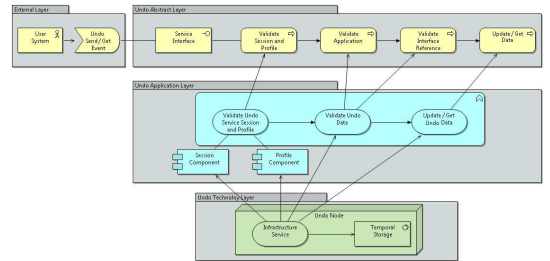 External Layer
Undo Abstract Layer
User
System
Undo
Send/Get
Event
Service
Interface
Validate
Session and
Profile
Validate
Application
Validate
Interface
Reference
Update/Get
Data
Undo Application Layer
Validate Undo
Service Session
and Profile
Validate Undo
Data
Update/Get
Undo Data
Session
Component
Profile
Component
Undo Technoloy Layer
Undo Node
Infrastructure
Service
Temporal
Storage